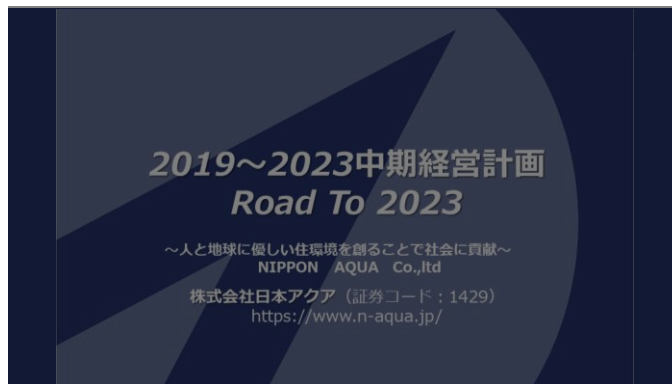 2019～2023中期経営計画
Road To 2023
～人と地球に優しい住環境を創ることで社会に貢献～
NIPPON AQUA Co.,ltd
株式会社日本アクア（証券コード：1429）
https://www.n-aqua.jp/